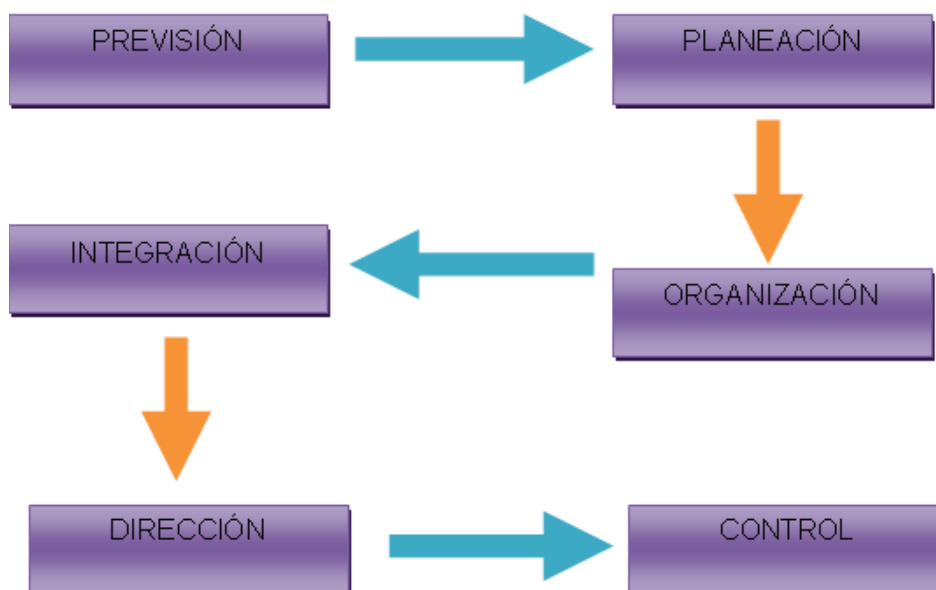 PREVISIÓN
PLANEACIÓN
ORGANIZACIÓN
INTEGRACIÓN
DIRECCIÓN
CONTROL